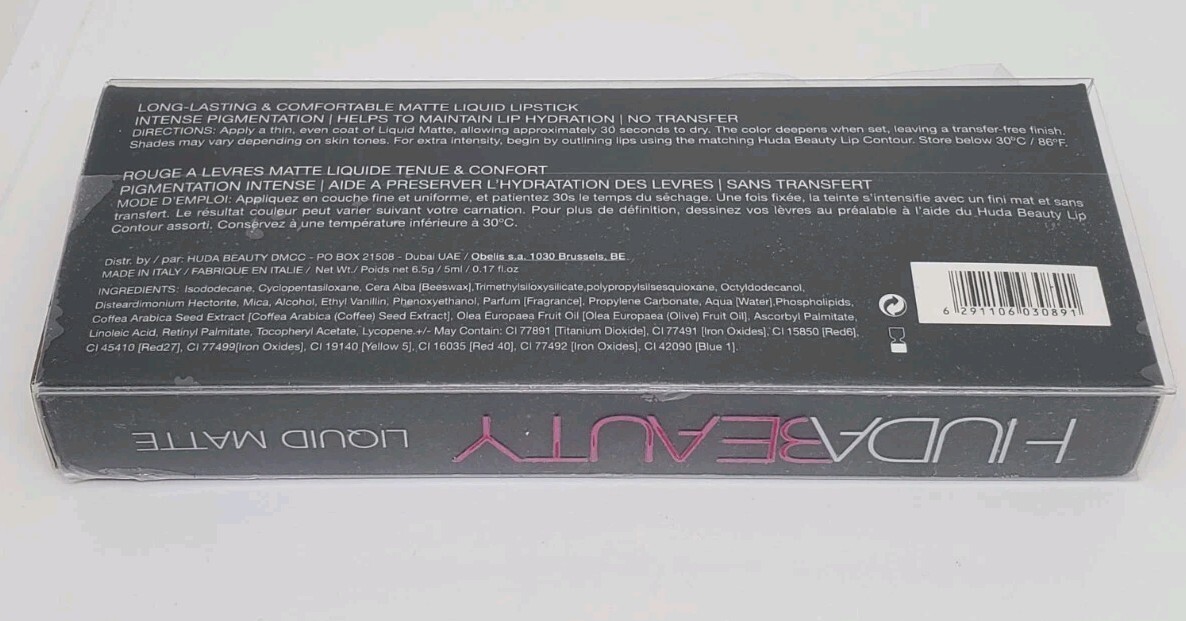 LONG-LASTING & COMFORTABLE MATTE LIQUID LIPSTICK
INTENSE PIGMENTATION | HELPS TO MAINTAIN LIP HYDRATION | NO TRANSFER
DIRECTIONS: Apply a thin, even coat of Liquid Matte, allowing approximately 30 seconds to dry. The color deepens when set, leaving a transfer-free finish.
Shades may vary depending on skin tones. For extra intensity, begin by outlining lips using the matching Huda Beauty Lip Contour. Store below 30°C / 86°F.
ROUGE A LEVRES MATTE LIQUIDE TENUE & CONFORT
PIGMENTATION INTENSE | AIDE A PRESERVER L'HYDRATATION DES LEVRES | SANS TRANSFERT
MODE D'EMPLOI: Appliquez en couche fine et uniforme, et patientez 30s le temps du séchage. Une fois fixée, la teinte s'intensifie avec un fini mat et sans
transfert. Le résultat couleur peut varier suivant votre carnation. Pour plus de définition, dessinez vos lèvres au préalable à l'aide du Huda Beauty Lip
Contour assorti. Conservez à une température inférieure à 30°C.
Distr. by / par: HUDA BEAUTY DMCC - PO BOX 21508 - Dubai UAE / Obelis s.a. 1030 Brussels, BE
MADE IN ITALY / FABRIQUE EN ITALIE / Net Wt./ Poids net 6.5g / 5ml / 0.17 fl.oz
INGREDIENTS: Isododecane, Cyclopentasiloxane, Cera Alba [Beeswax],Trimethylsiloxysilicate,polypropylsilsesquioxane, Octyldodecanol,
Disteardimonium Hectorite, Mica, Alcohol, Ethyl Vanillin, Phenoxyethanol, Parfum [Fragrance], Propylene Carbonate, Aqua [Water],Phospholipids,
Coffea Arabica Seed Extract [Coffea Arabica (Coffee) Seed Extract], Olea Europaea Fruit Oil [Olea Europaea (Olive) Fruit Oil], Ascorbyl Palmitate,
Linoleic Acid, Retinyl Palmitate, Tocopheryl Acetate, Lycopene.+/- May Contain: CI 77891 [Titanium Dioxide], CI 77491 [Iron Oxides], CI 15850 [Red6],
CI 45410 [Red27], CI 77499[Iron Oxides], CI 19140 [Yellow 5], CI 16035 [Red 40], CI 77492 [Iron Oxides], CI 42090 [Blue 1].
6 291106 030891
HUDABEAUTY LIQUID MATTE